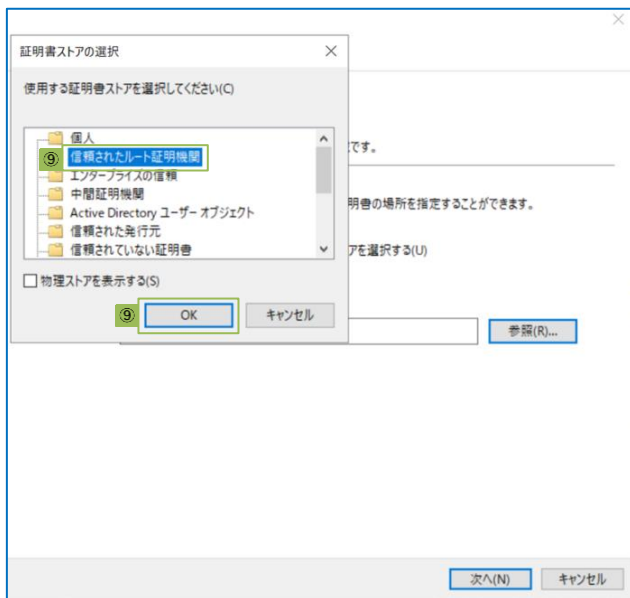 証明書ストアの選択
使用する証明書ストアを選択してください(C)
個人
⑨ 信頼されたルート証明機関
エンタープライズの信頼
中間証明機関
Active Directory ユーザー オブジェクト
信頼された発行元
信頼されていない証明書
物理ストアを表示する(S)
⑨ OK キャンセル
です。
明書の場所を指定することができます。
アを選択する(U)
参照(R)...
次へ(N) キャンセル